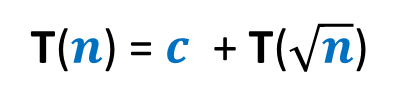 T(n) = c + T(√n)